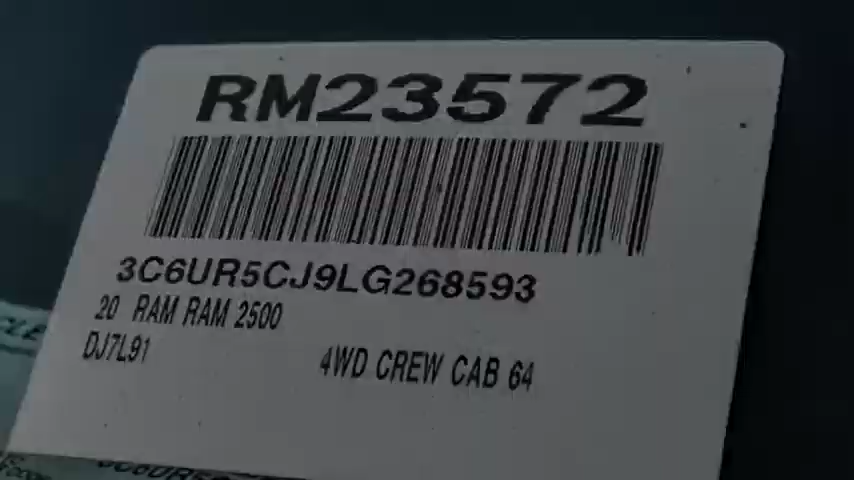 RM23572
3C6UR5CJ9LG268593
20 RAM RAM 2500
DJ7L91
4WD CREW CAB 64